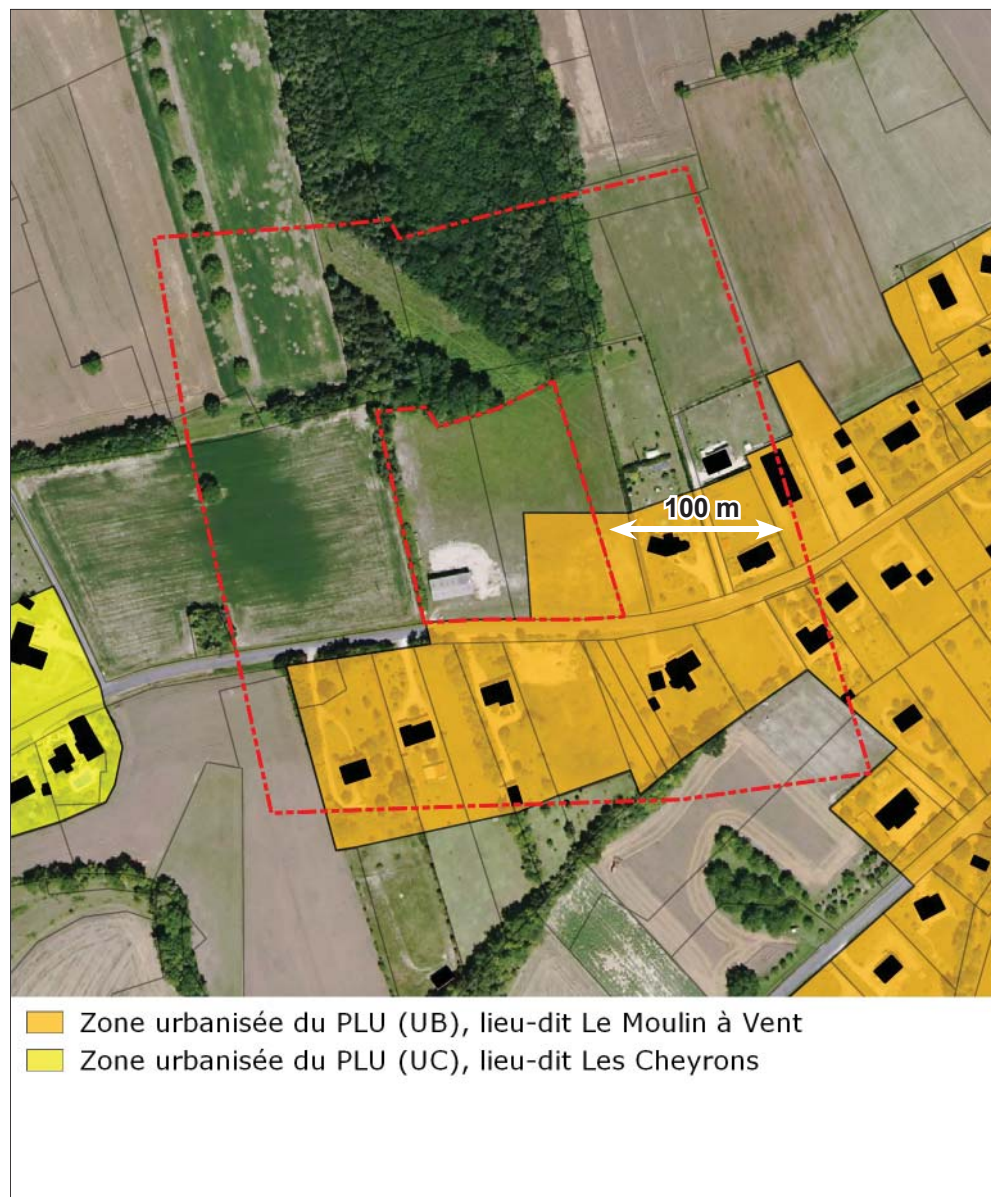 100 m
Zone urbanisée du PLU (UB), lieu-dit Le Moulin à Vent
Zone urbanisée du PLU (UC), lieu-dit Les Cheyrons